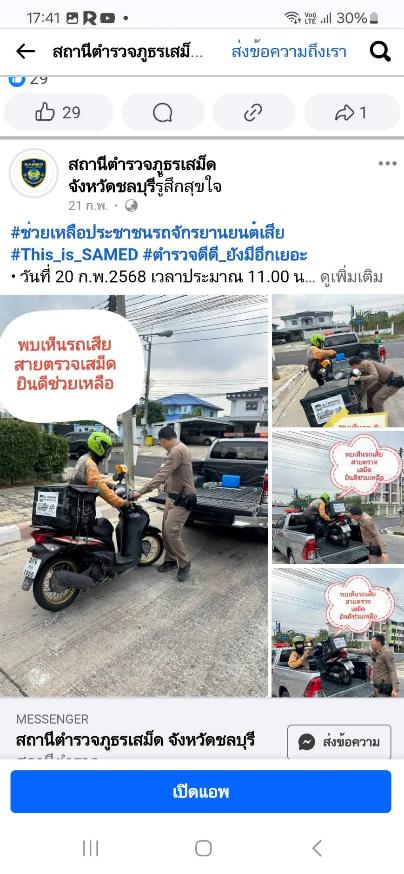 17:41
30%
สถานีตำรวจภูธรเสม็...
ส่งข้อความถึงเรา
29
29
1
SAMED
สถานีตำรวจภูธรเสม็ด
จังหวัดชลบุรีรู้สึกสุขใจ
21 ก.พ.
#ช่วยเหลือประชาชนรถจักรยานยนต์เสีย
#This_is_SAMED #ตำรวจดีดี_ยังมีอีกเยอะ
• วันที่ 20 ก.พ.2568 เวลาประมาณ 11.00 น... ดูเพิ่มเติม
พบเห็นรถเสีย
สายตรวจเสม็ด
ยินดีช่วยเหลือ
พบเห็นรถเสีย
สายตรวจ
เสม็ด
ยินดีช่วยเหลือ
พบเห็นรถเสีย
สายตรวจ
เสม็ด
ยินดีช่วยเหลือ
MESSENGER
สถานีตำรวจภูธรเสม็ด จังหวัดชลบุรี
ส่งข้อความ
เปิดแอพ